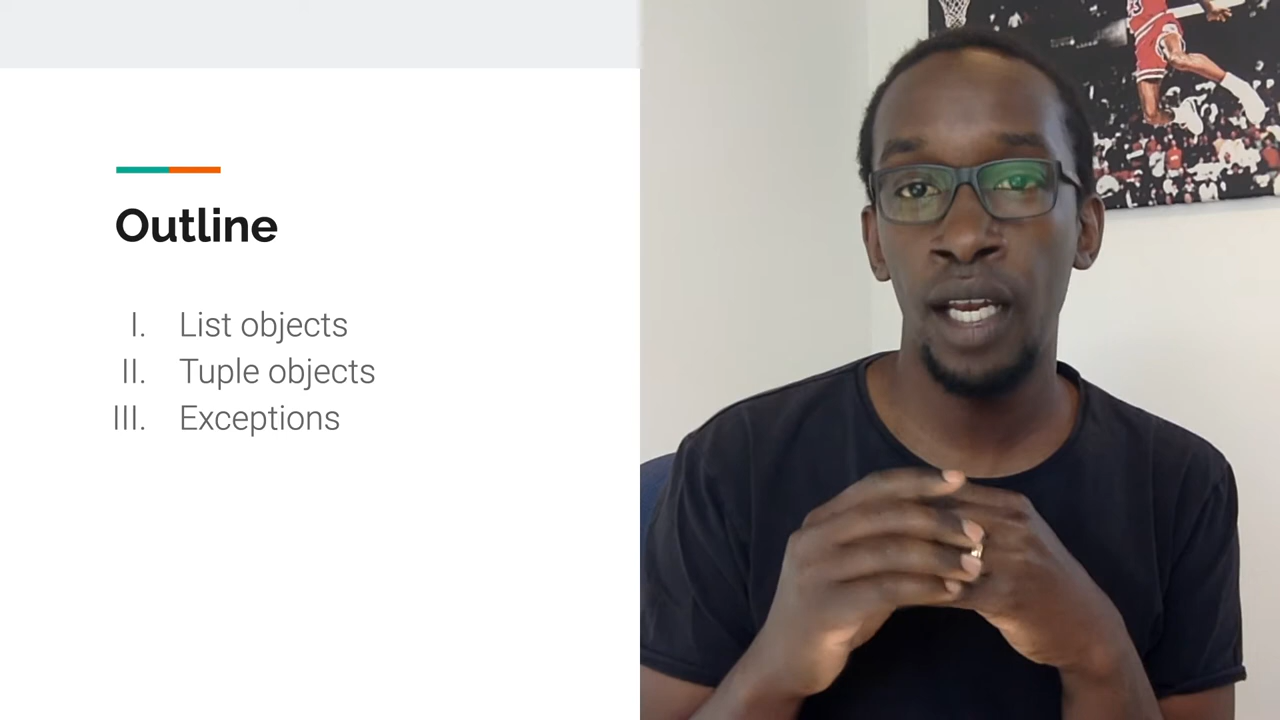 Outline
I. List objects
II. Tuple objects
III. Exceptions